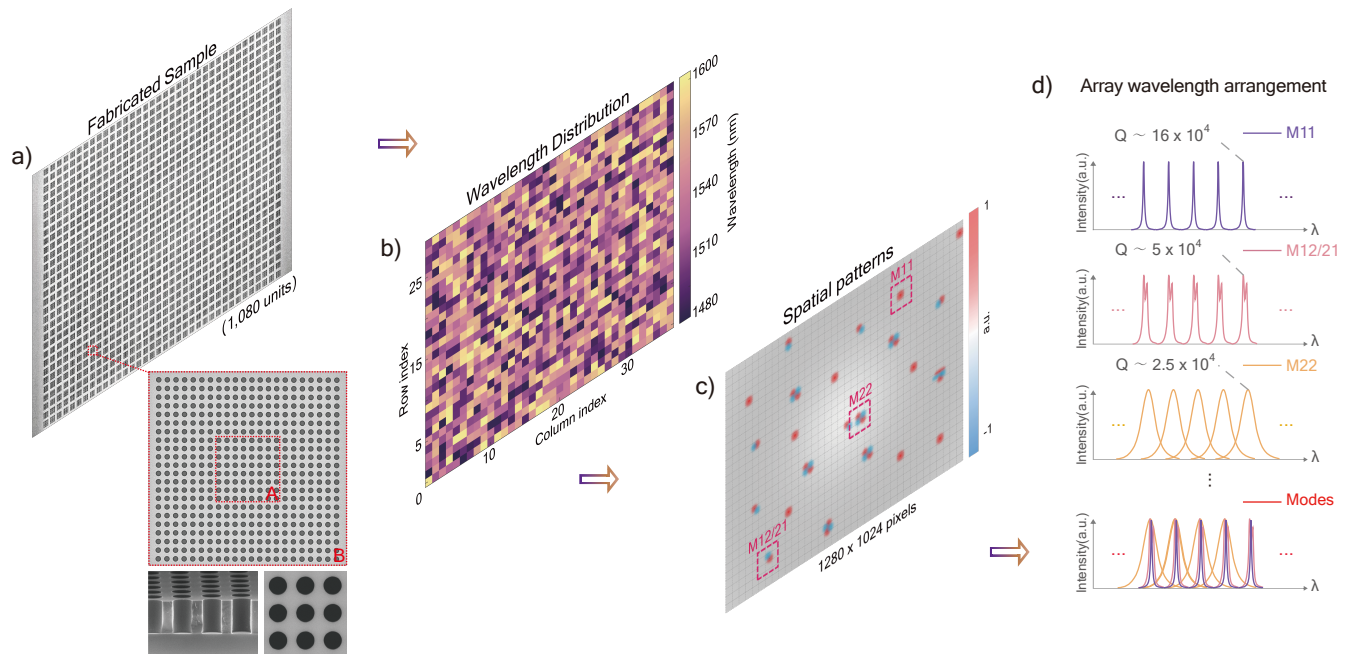 a)
Fabricated Sample
(1,080 units)
A
B
b)
Wavelength Distribution
Row index
25
15
5
0
10
20
30
Column index
1600
1570
1540
1510
1480
Wavelength (nm)
c)
Spatial patterns
M11
M22
M12/21
1280 x 1024 pixels
1
-1
a.u.
d)
Array wavelength arrangement
Q ~ 16 x 10⁴
M11
Intensity(a.u.)
...
...
λ
Q ~ 5 x 10⁴
M12/21
Intensity(a.u.)
...
...
λ
Q ~ 2.5 x 10⁴
M22
Intensity(a.u.)
...
...
λ
⋮
Modes
Intensity(a.u.)
...
...
λ